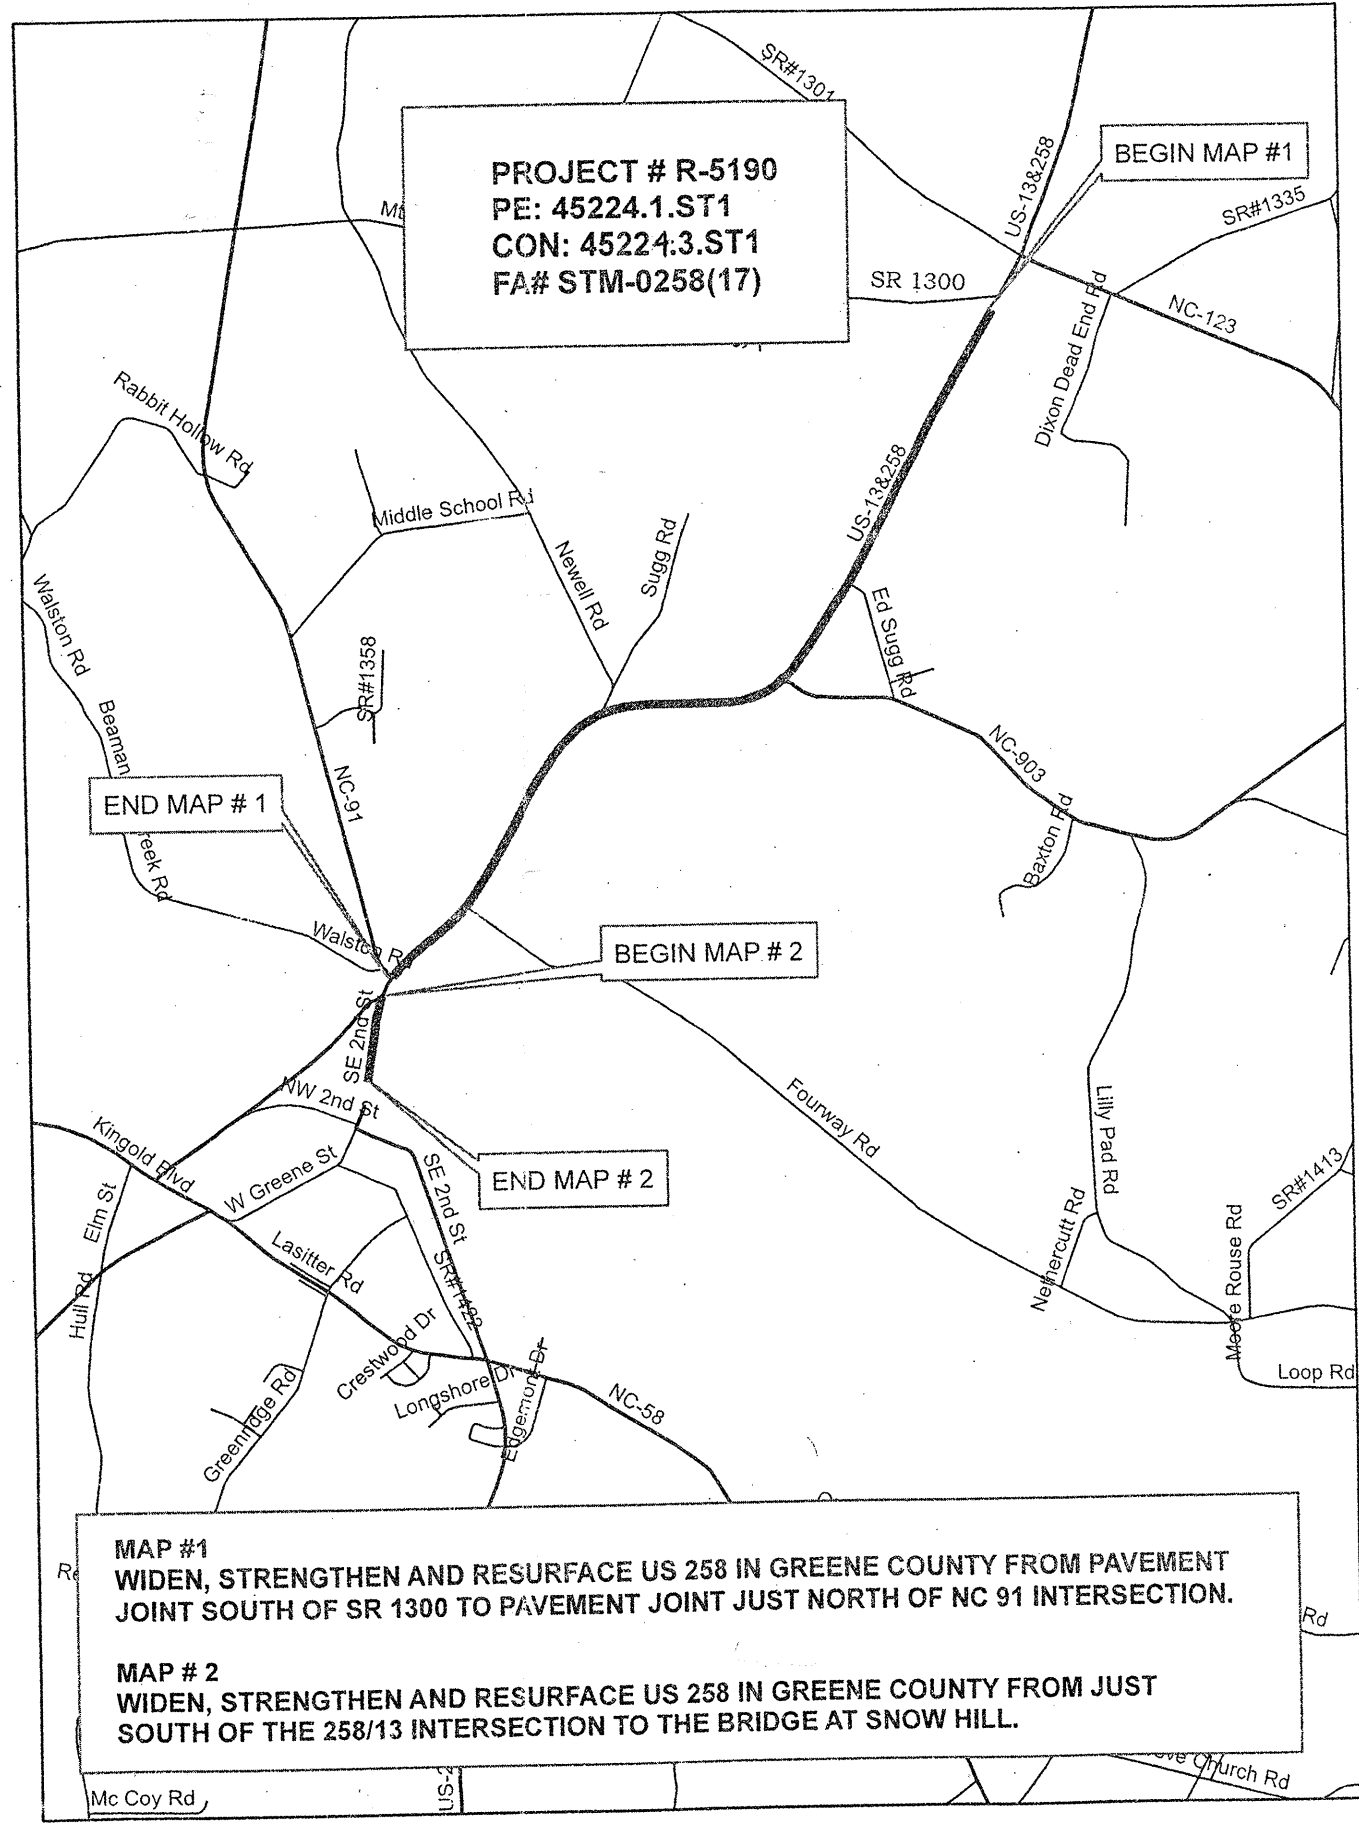 SR#1301
PROJECT # R-5190
PE: 45224.1.ST1
CON: 45224.3.ST1
FA# STM-0258(17)
US-13&258
BEGIN MAP #1
SR#1335
SR 1300
NC-123
Dixon Dead End Rd
Rabbit Hollow Rd
Middle School Rd
Newell Rd
Sugg Rd
US-13&258
Ed Sugg Rd
Walston Rd
SR#1358
Beaman
reek Rd
NC-91
NC-903
Baxton Rd
END MAP # 1
Walston Rd
BEGIN MAP # 2
SE 2nd St
NW 2nd St
Fourway Rd
Lilly Pad Rd
Kingold Blvd
W Greene St
END MAP # 2
SE 2nd St
Elm St
Hull Rd
Lasitter Rd
SR#1422
Nethercutt Rd
SR#1413
Moore Rouse Rd
Loop Rd
Crestwood Dr
Longshore Dr
Edgemont Dr
NC-58
Greenridge Rd
MAP #1
WIDEN, STRENGTHEN AND RESURFACE US 258 IN GREENE COUNTY FROM PAVEMENT
JOINT SOUTH OF SR 1300 TO PAVEMENT JOINT JUST NORTH OF NC 91 INTERSECTION.
MAP # 2
WIDEN, STRENGTHEN AND RESURFACE US 258 IN GREENE COUNTY FROM JUST
SOUTH OF THE 258/13 INTERSECTION TO THE BRIDGE AT SNOW HILL.
Rd
Church Rd
Mc Coy Rd